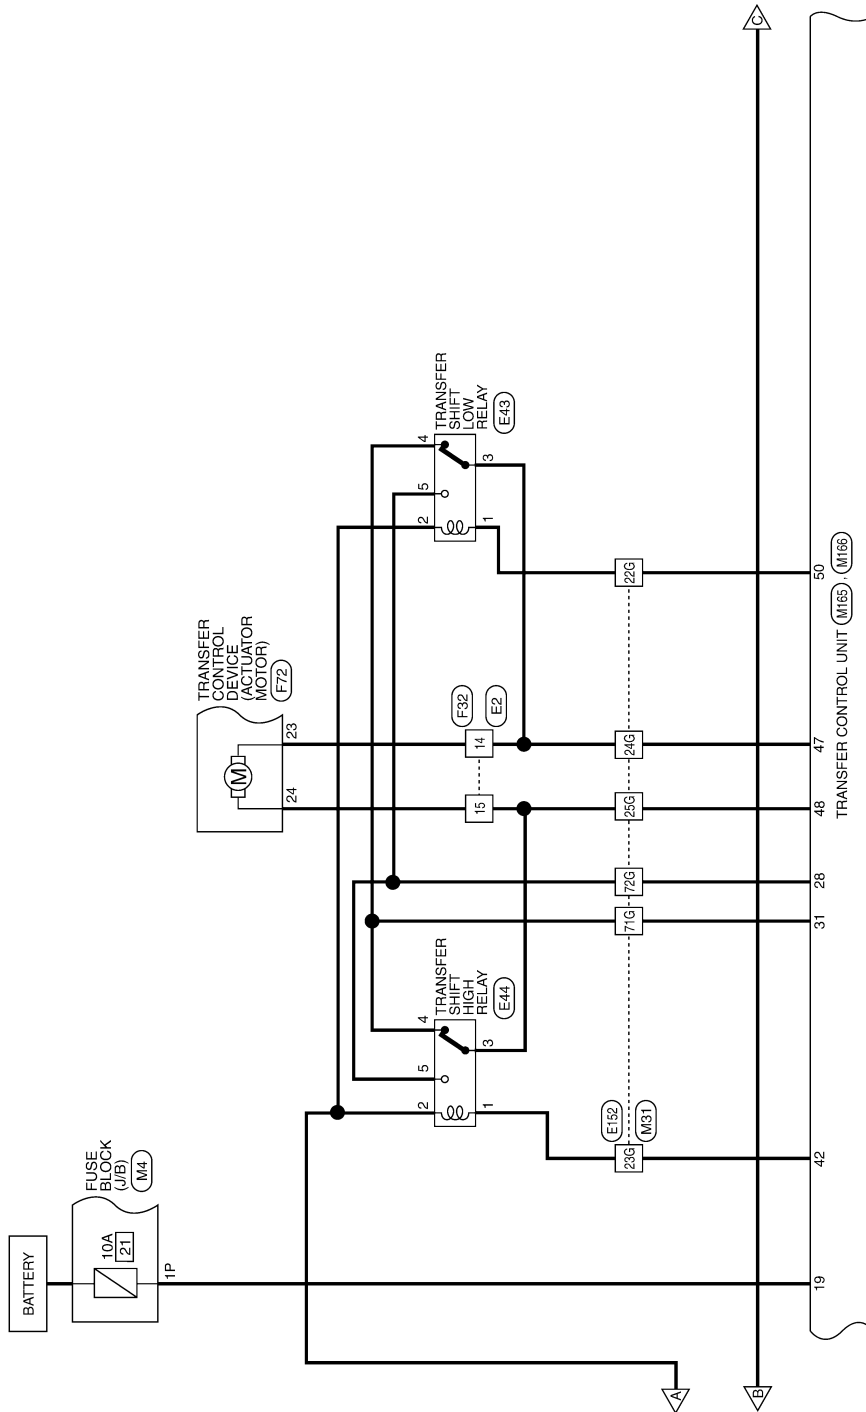 BATTERY
FUSE
BLOCK
(J/B)
M4
10A
21
1P
TRANSFER
CONTROL
DEVICE
(ACTUATOR
MOTOR)
F72
M
24
23
TRANSFER
SHIFT
HIGH
RELAY
E44
2
5
4
1
3
TRANSFER
SHIFT
LOW
RELAY
E43
2
5
4
1
3
F32
E2
15
14
E152
M31
23G
71G
72G
25G
24G
22G
A
B
C
19
42
31
28
48
47
50
TRANSFER CONTROL UNIT M165 , M166